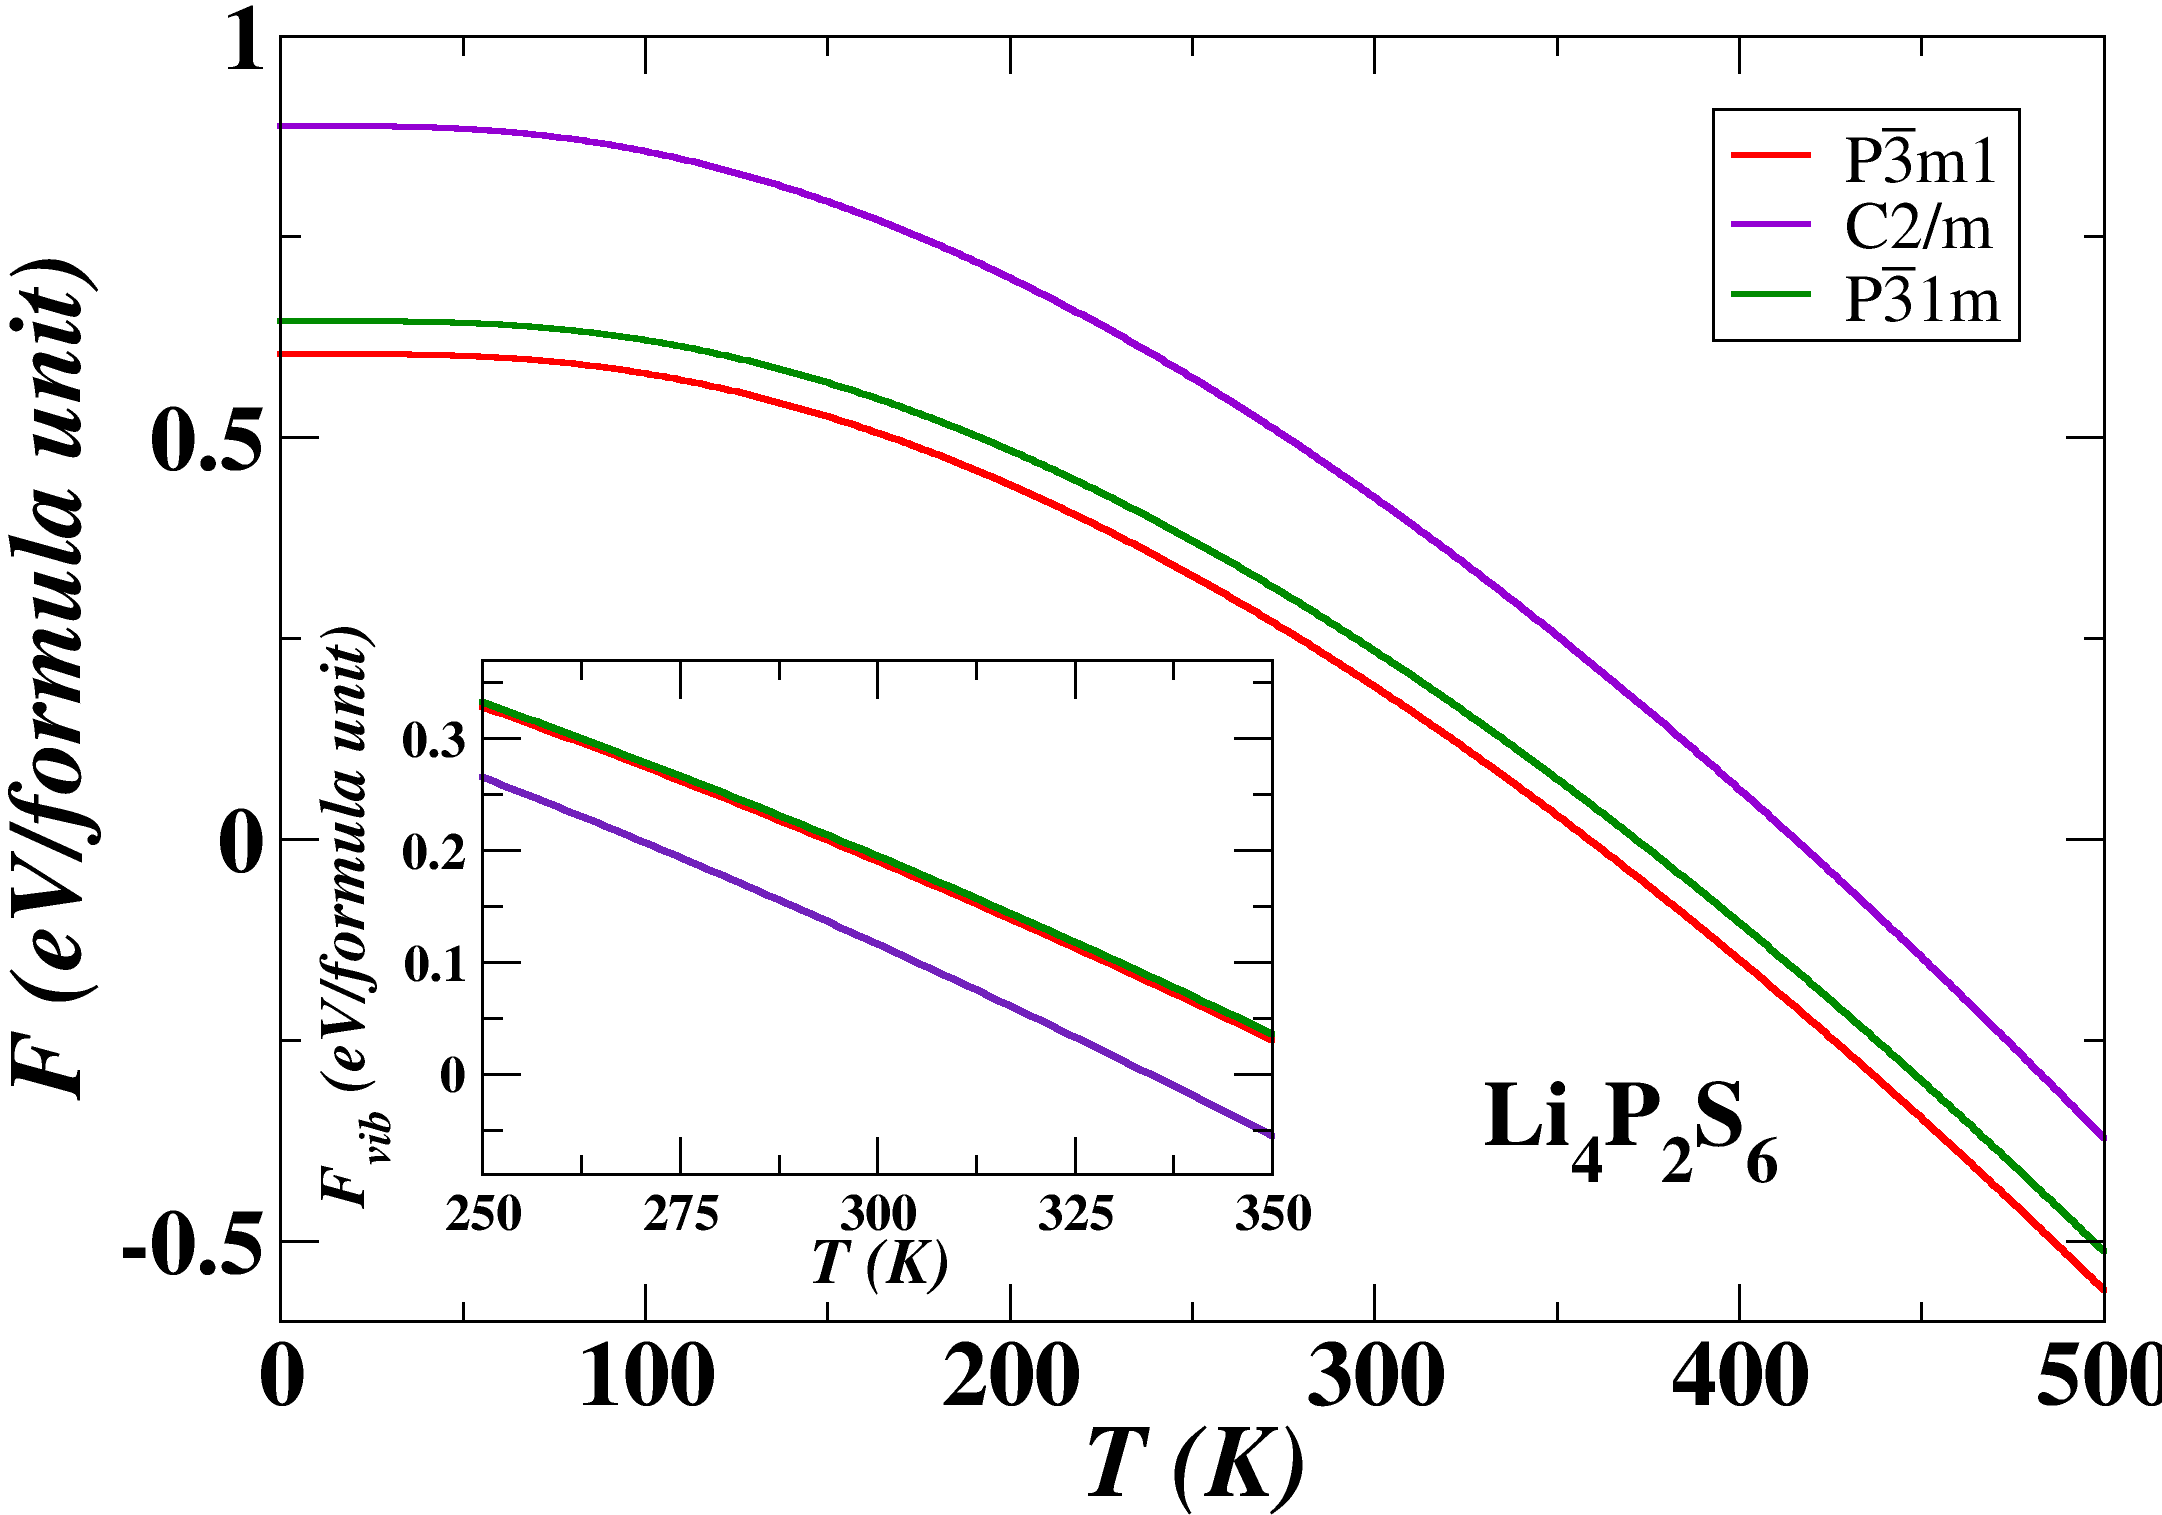 F (eV/formula unit)
1
0.5
0
-0.5
P3̅m1
C2/m
P3̅1m
F_vib (eV/formula unit)
0.3
0.2
0.1
0
250 275 300 325 350
T (K)
Li₄P₂S₆
0 100 200 300 400 500
T (K)